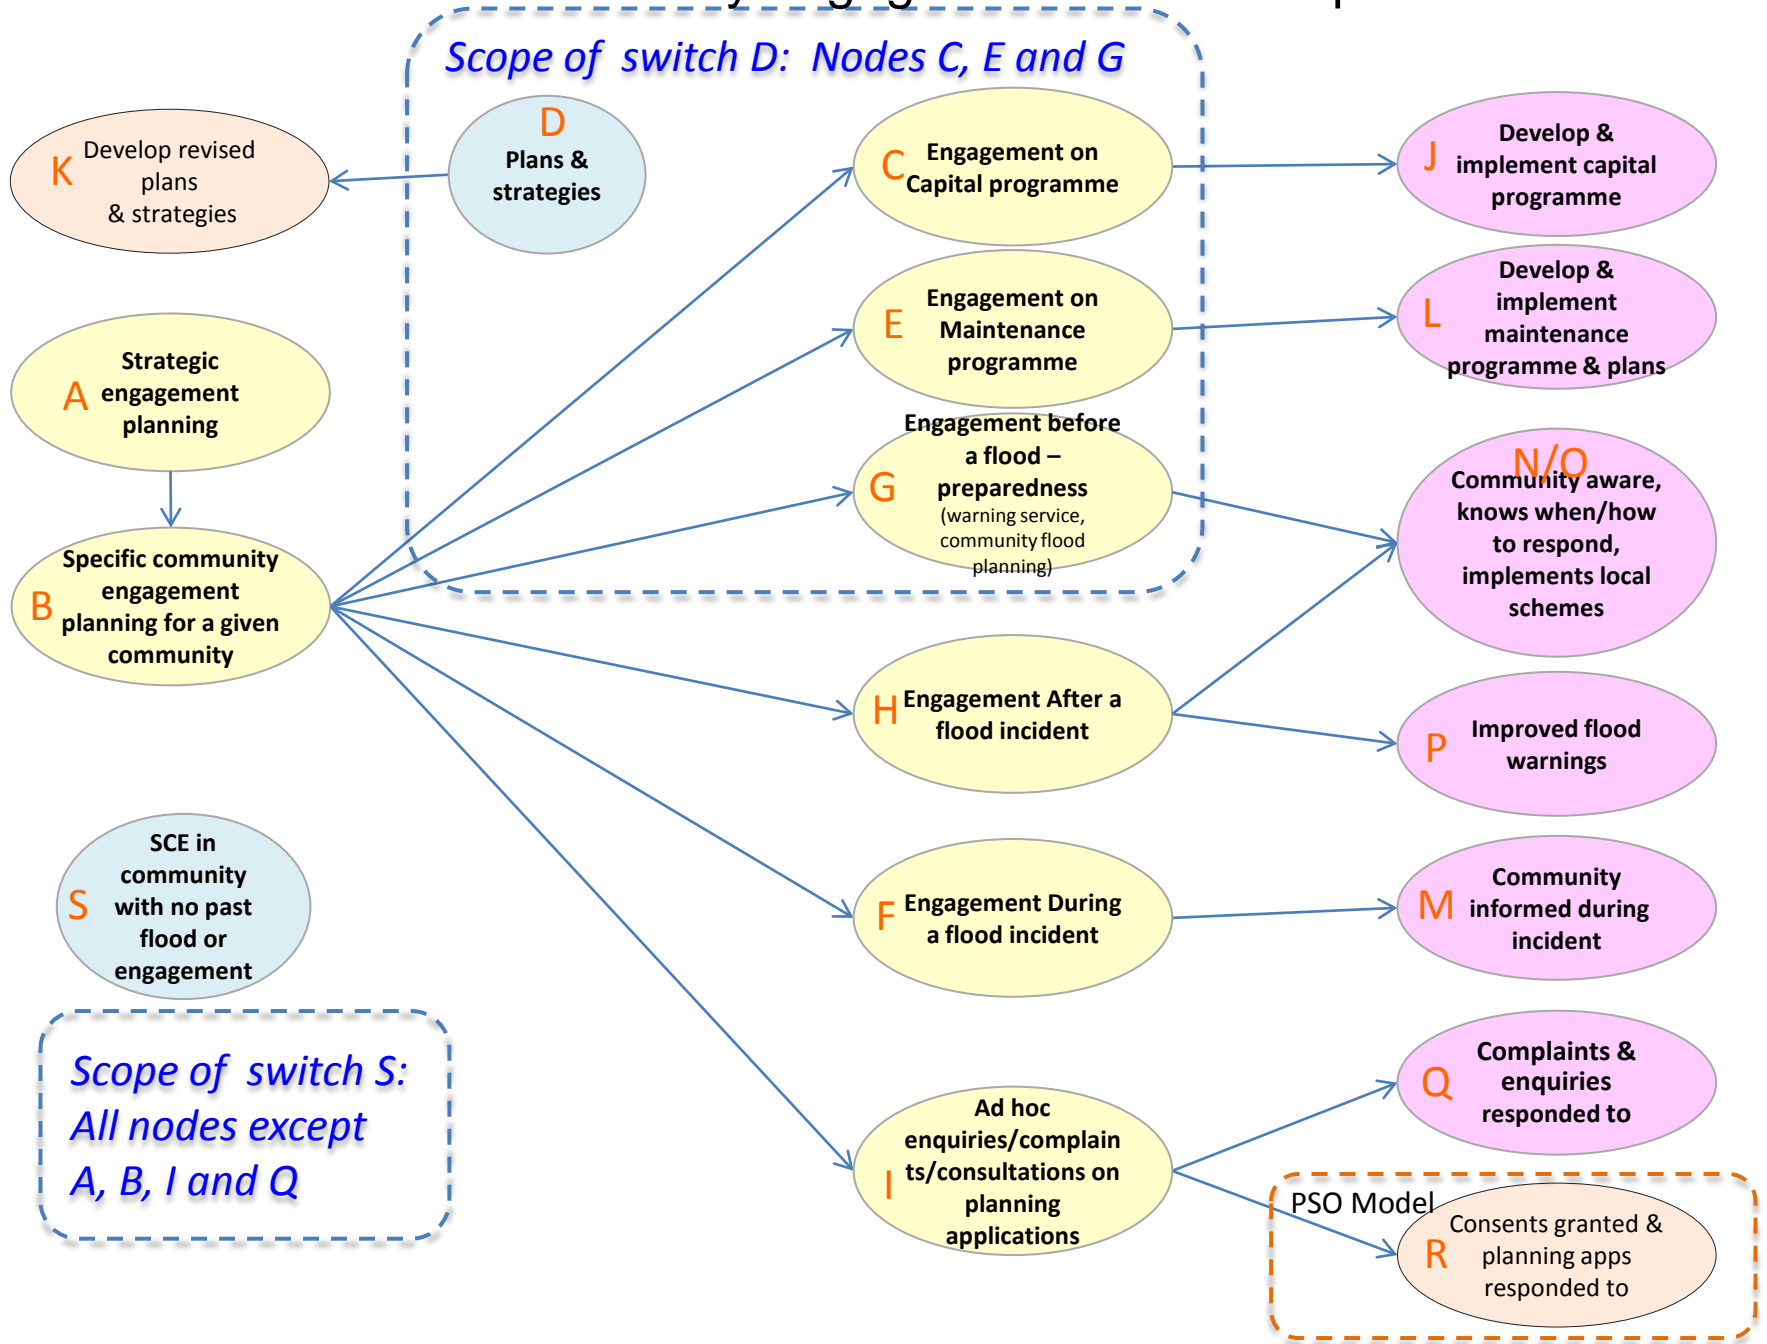 Scope of switch D: Nodes C, E and G
D
Plans &
strategies
K
Develop revised
plans
& strategies
C
Engagement on
Capital programme
J
Develop &
implement capital
programme
A
Strategic
engagement
planning
E
Engagement on
Maintenance
programme
L
Develop &
implement
maintenance
programme & plans
G
Engagement before
a flood –
preparedness
(warning service,
community flood
planning)
N/O
Community aware,
knows when/how
to respond,
implements local
schemes
B
Specific community
engagement
planning for a given
community
H
Engagement After a
flood incident
P
Improved flood
warnings
S
SCE in
community
with no past
flood or
engagement
F
Engagement During
a flood incident
M
Community
informed during
incident
Scope of switch S:
All nodes except
A, B, I and Q
I
Ad hoc
enquiries/complain
ts/consultations on
planning
applications
Q
Complaints &
enquiries
responded to
PSO Model
R
Consents granted &
planning apps
responded to